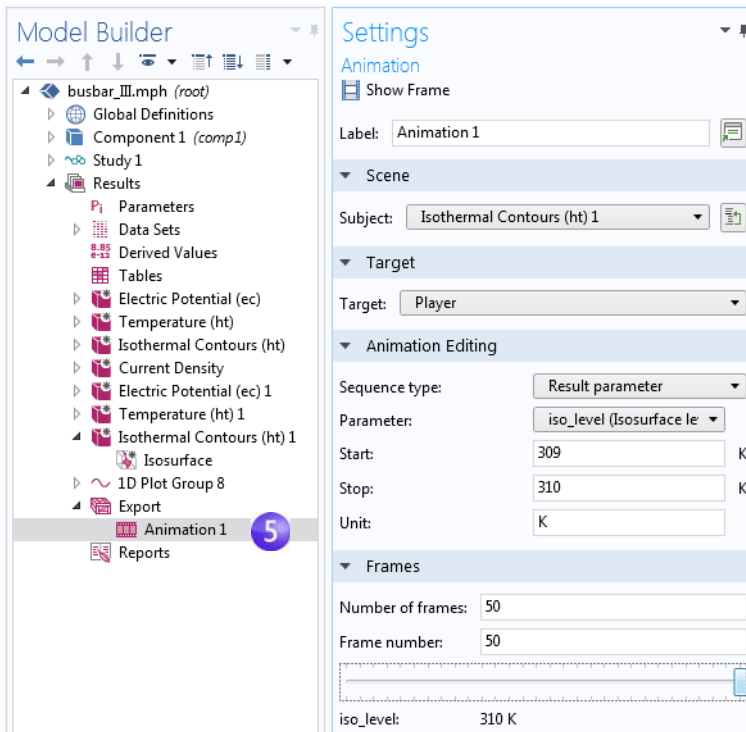 Model Builder
busbar_III.mph (root)
Global Definitions
Component 1 (comp1)
Study 1
Results
Pi Parameters
Data Sets
8.85
e-12 Derived Values
Tables
Electric Potential (ec)
Temperature (ht)
Isothermal Contours (ht)
Current Density
Electric Potential (ec) 1
Temperature (ht) 1
Isothermal Contours (ht) 1
Isosurface
1D Plot Group 8
Export
Animation 1
5
Reports
Settings
Animation
Show Frame
Label: Animation 1
Scene
Subject: Isothermal Contours (ht) 1
Target
Target: Player
Animation Editing
Sequence type: Result parameter
Parameter: iso_level (Isosurface le
Start: 309 K
Stop: 310 K
Unit: K
Frames
Number of frames: 50
Frame number: 50
iso_level: 310 K